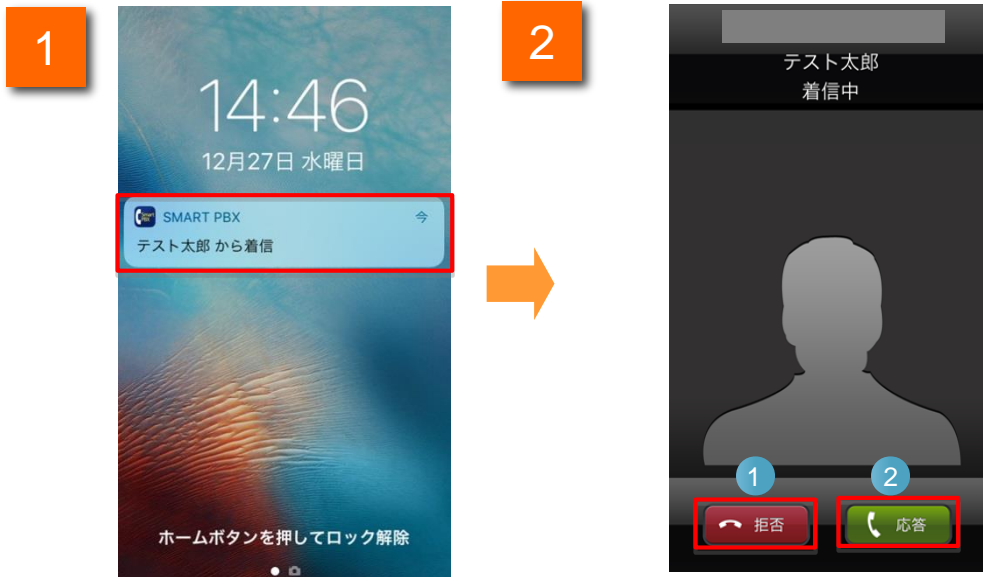 1
14:46
12月27日 水曜日
SMART PBX
今
テスト太郎 から着信
ホームボタンを押してロック解除
2
テスト太郎
着信中
1
2
拒否
応答